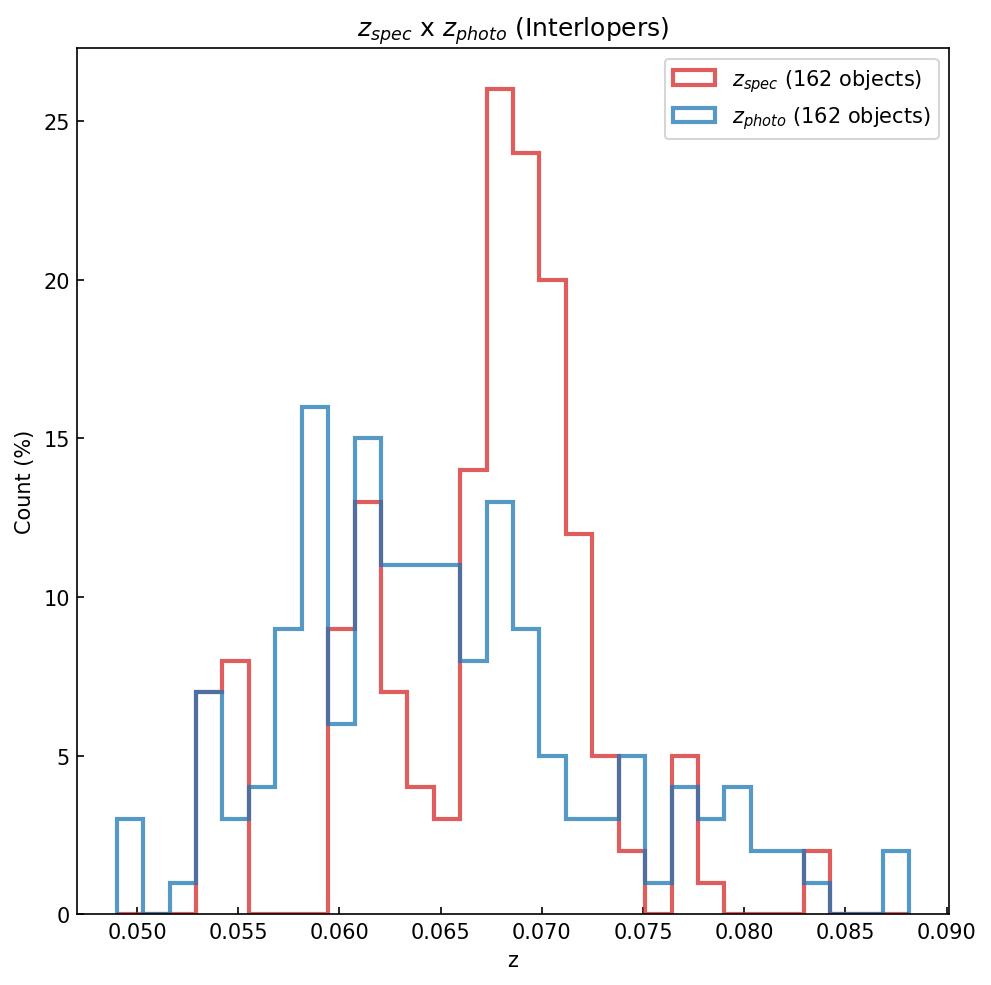 z_spec x z_photo (Interlopers)
z_spec (162 objects)
z_photo (162 objects)
Count (%)
25
20
15
10
5
0
0.050 0.055 0.060 0.065 0.070 0.075 0.080 0.085 0.090
z